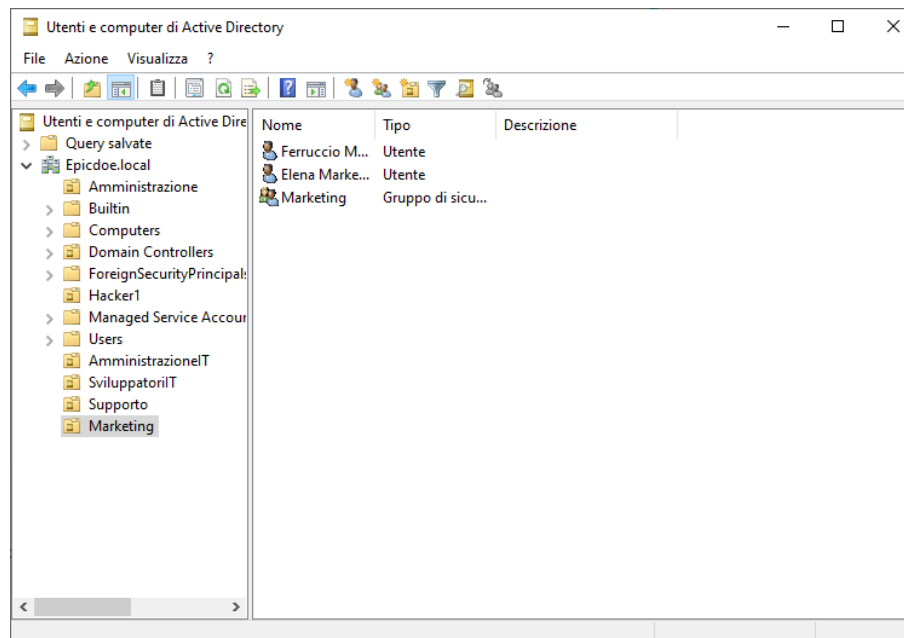 Utenti e computer di Active Directory
File Azione Visualizza ?
Utenti e computer di Active Dire
Query salvate
Epicdoe.local
Amministrazione
Builtin
Computers
Domain Controllers
ForeignSecurityPrincipals
Hacker1
Managed Service Accour
Users
AmministrazioneIT
SviluppatoriIT
Supporto
Marketing
Nome Tipo Descrizione
Ferruccio M... Utente
Elena Marke... Utente
Marketing Gruppo di sicu...